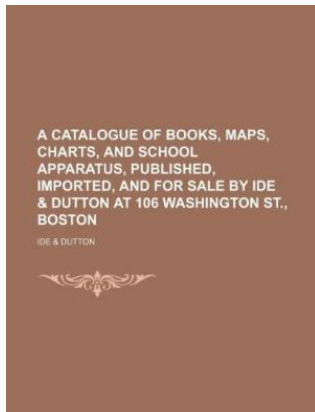 A CATALOGUE OF BOOKS, MAPS,
CHARTS, AND SCHOOL
APPARATUS, PUBLISHED,
IMPORTED, AND FOR SALE BY IDE
& DUTTON AT 106 WASHINGTON ST.,
BOSTON
IDE & DUTTON